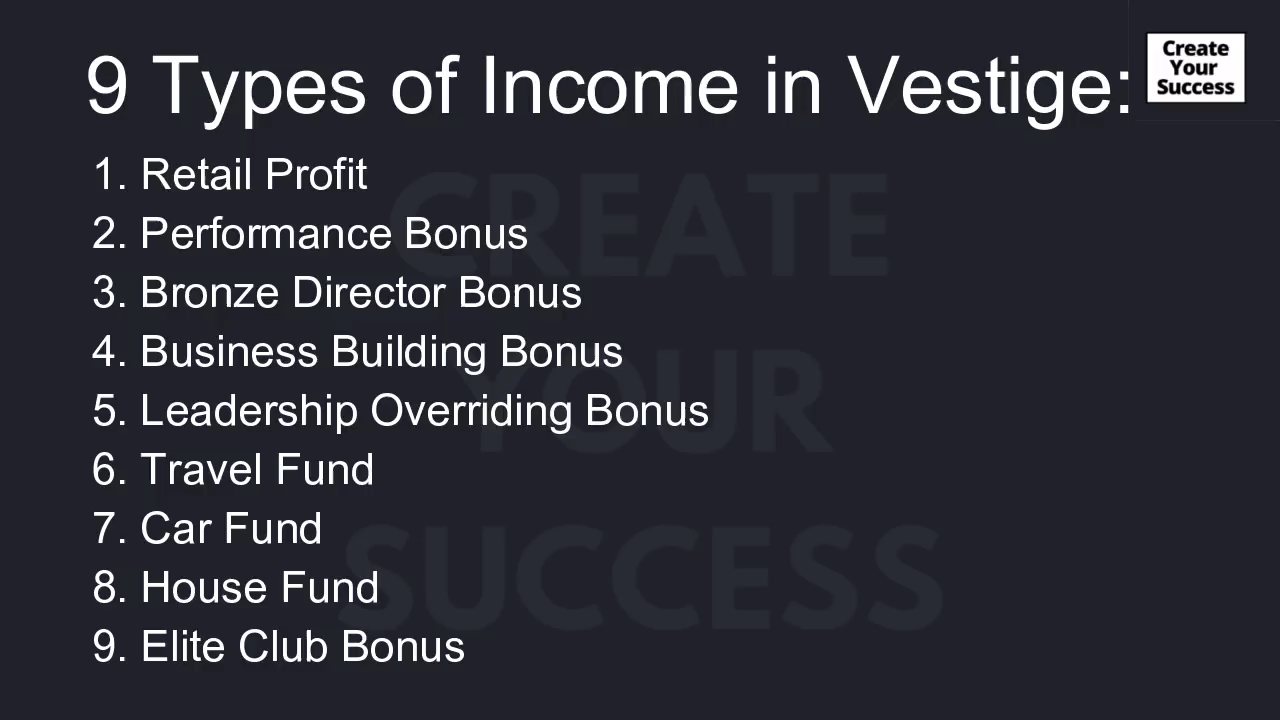 9 Types of Income in Vestige:
Create
Your
Success
1. Retail Profit
2. Performance Bonus
3. Bronze Director Bonus
4. Business Building Bonus
5. Leadership Overriding Bonus
6. Travel Fund
7. Car Fund
8. House Fund
9. Elite Club Bonus
CREATE
YOUR
SUCCESS